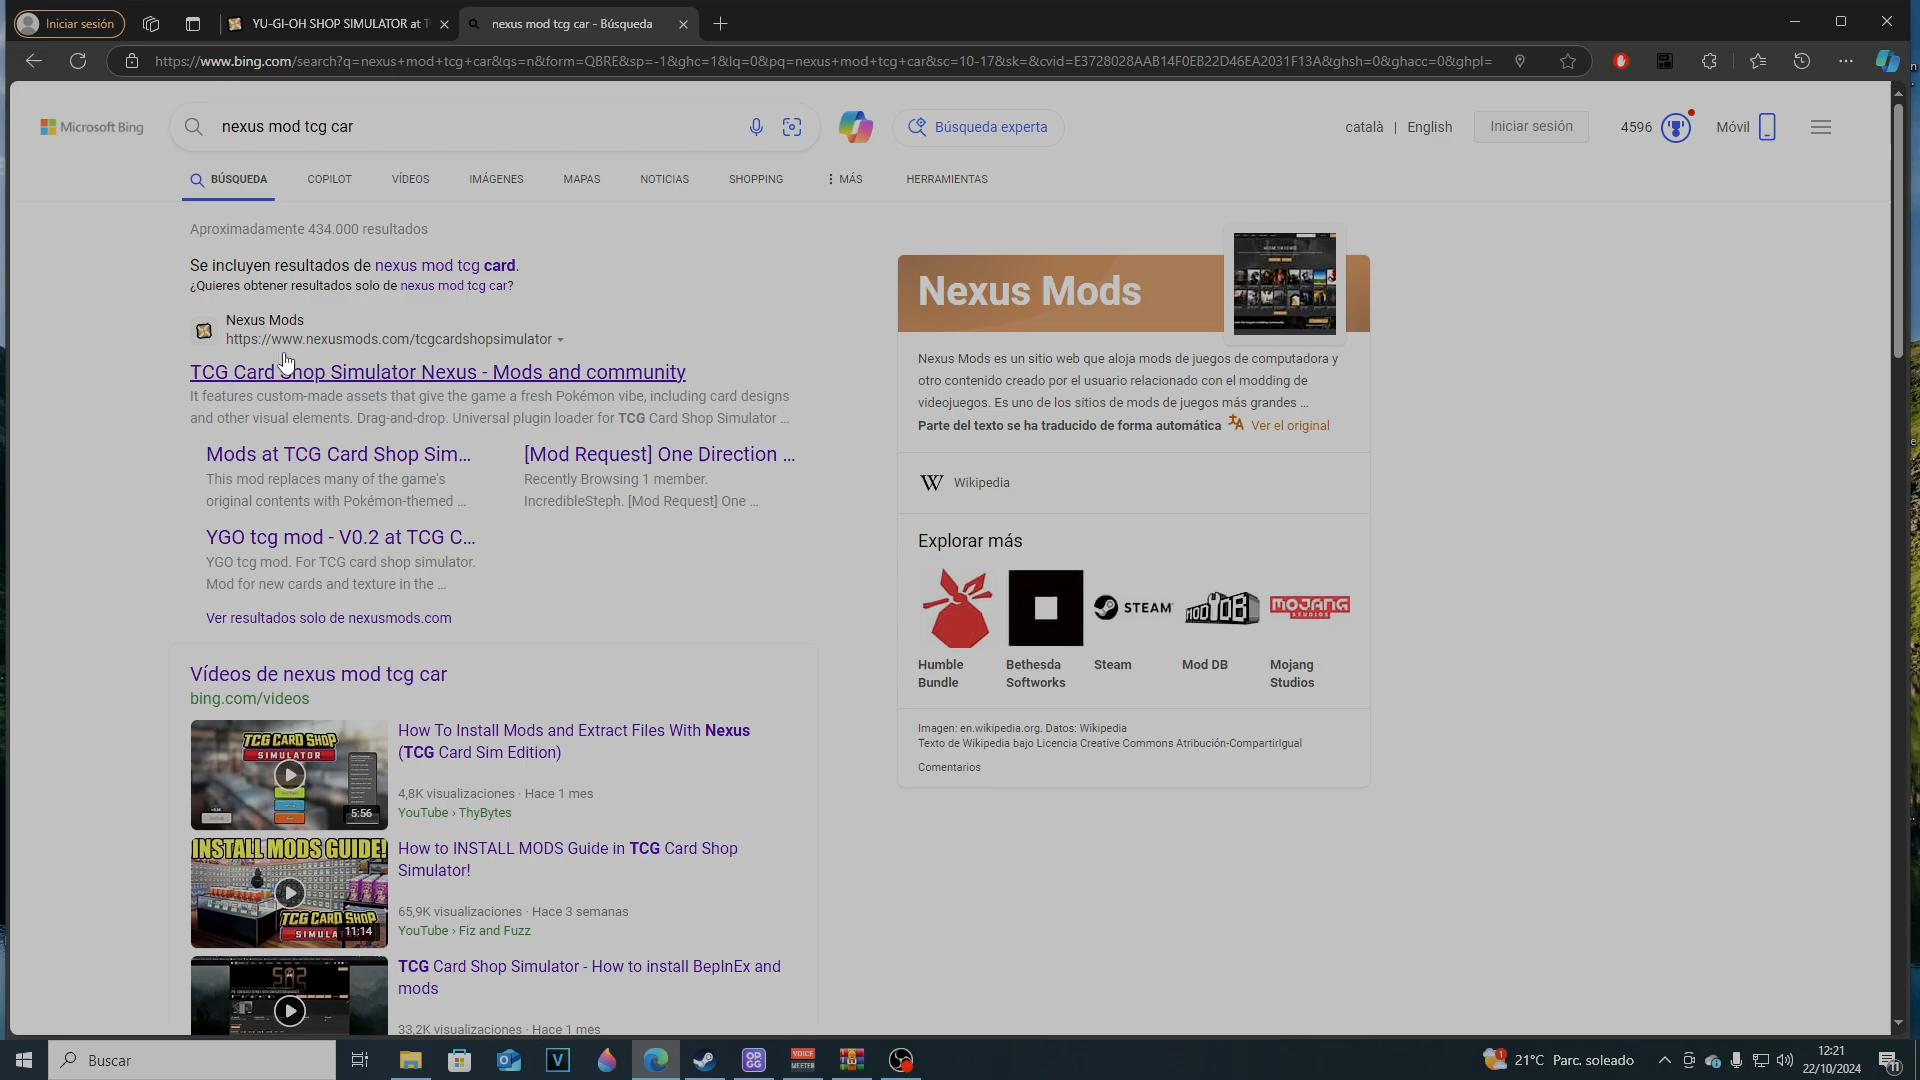 Iniciar sesión
YU-GI-OH SHOP SIMULATOR at T
nexus mod tcg car - Búsqueda
https://www.bing.com/search?q=nexus+mod+tcg+car&qs=n&form=QBRE&sp=-1&ghc=1&lq=0&pq=nexus+mod+tcg+car&sc=10-17&sk=&cvid=E3728028AAB14F0EB22D46EA2031F13A&ghsh=0&ghacc=0&ghpl=
Microsoft Bing
nexus mod tcg car
Búsqueda experta
català | English
Iniciar sesión
4596
Móvil
BÚSQUEDA
COPILOT
VÍDEOS
IMÁGENES
MAPAS
NOTICIAS
SHOPPING
MÁS
HERRAMIENTAS
Aproximadamente 434.000 resultados
Se incluyen resultados de nexus mod tcg card.
¿Quieres obtener resultados solo de nexus mod tcg car?
Nexus Mods
https://www.nexusmods.com/tcgcardshopsimulator
TCG Card Shop Simulator Nexus - Mods and community
It features custom-made assets that give the game a fresh Pokémon vibe, including card designs
and other visual elements. Drag-and-drop. Universal plugin loader for TCG Card Shop Simulator ...
Mods at TCG Card Shop Sim...
This mod replaces many of the game's
original contents with Pokémon-themed ...
[Mod Request] One Direction ...
Recently Browsing 1 member.
IncredibleSteph. [Mod Request] One ...
YGO tcg mod - V0.2 at TCG C...
YGO tcg mod. For TCG card shop simulator.
Mod for new cards and texture in the ...
Ver resultados solo de nexusmods.com
Vídeos de nexus mod tcg car
bing.com/videos
TCG CARD SHOP
SIMULATOR
5:56
How To Install Mods and Extract Files With Nexus
(TCG Card Sim Edition)
4,8K visualizaciones · Hace 1 mes
YouTube › ThyBytes
INSTALL MODS GUIDE!
TCG CARD SHOP
SIMULA
11:14
How to INSTALL MODS Guide in TCG Card Shop
Simulator!
65,9K visualizaciones · Hace 3 semanas
YouTube › Fiz and Fuzz
TCG Card Shop Simulator - How to install BepInEx and
mods
33,2K visualizaciones · Hace 1 mes
Nexus Mods
Nexus Mods es un sitio web que aloja mods de juegos de computadora y
otro contenido creado por el usuario relacionado con el modding de
videojuegos. Es uno de los sitios de mods de juegos más grandes ...
Parte del texto se ha traducido de forma automática Ver el original
Wikipedia
Explorar más
STEAM
MODDB
MOJANG
STUDIOS
Humble
Bundle
Bethesda
Softworks
Steam
Mod DB
Mojang
Studios
Imagen: en.wikipedia.org. Datos: Wikipedia
Texto de Wikipedia bajo Licencia Creative Commons Atribución-CompartirIgual
Comentarios
Buscar
OP
GG
VOICE
MEETER
21°C Parc. soleado
12:21
22/10/2024
11